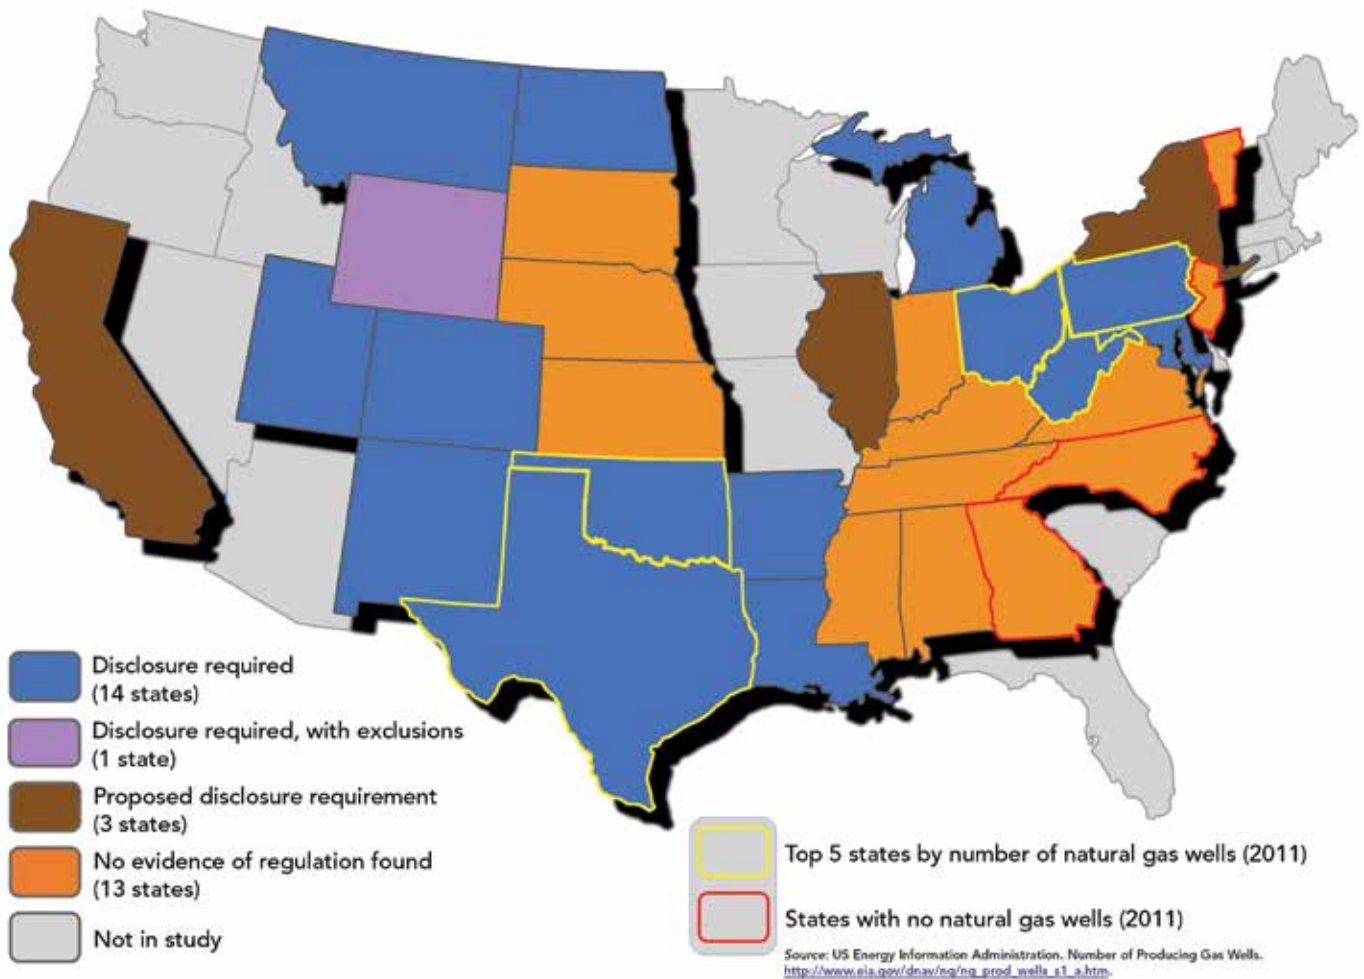 Disclosure required
(14 states)
Disclosure required, with exclusions
(1 state)
Proposed disclosure requirement
(3 states)
No evidence of regulation found
(13 states)
Not in study
Top 5 states by number of natural gas wells (2011)
States with no natural gas wells (2011)
Source: US Energy Information Administration. Number of Producing Gas Wells.
http://www.eia.gov/dnav/ng/ng_prod_wells_s1_a.htm.